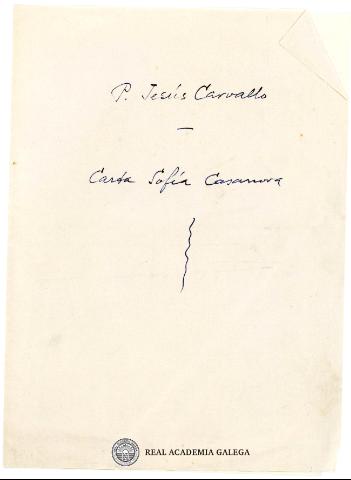 P. Jesús Carvallo
—
Carta Sofía Casanova
REAL ACADEMIA GALEGA